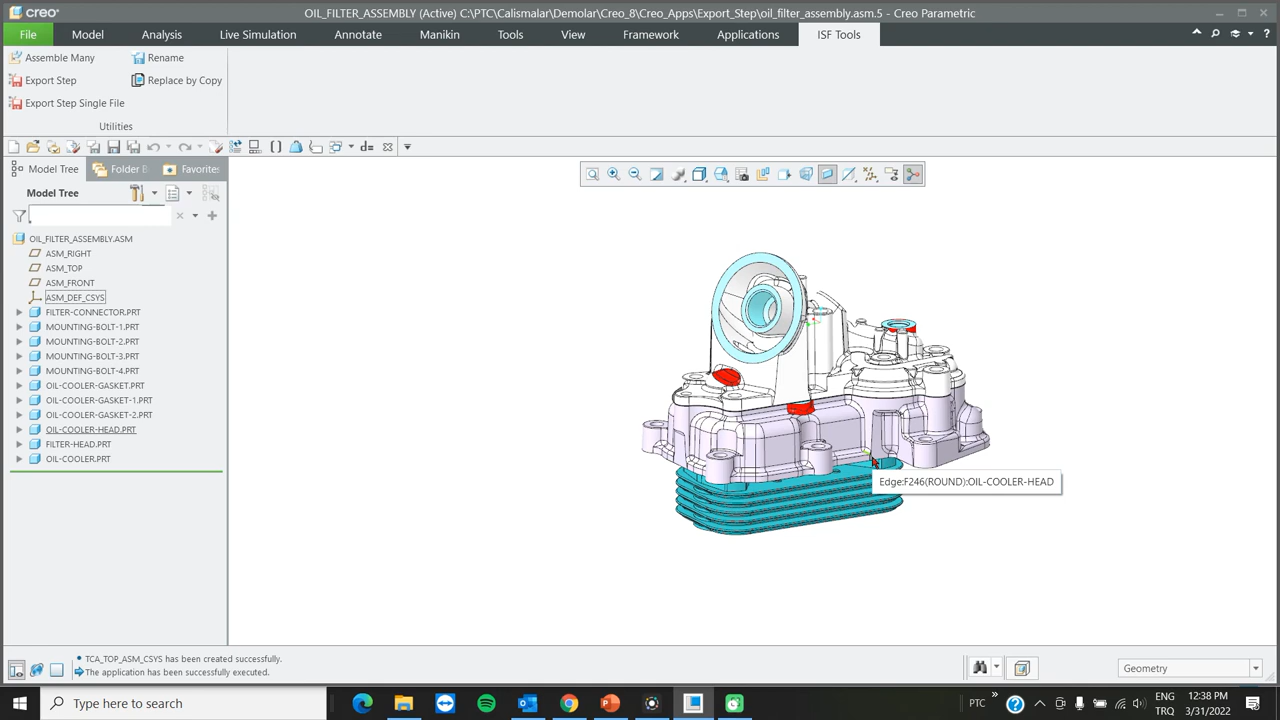 creo
OIL_FILTER_ASSEMBLY (Active) C:\PTC\Calismalar\Demolar\Creo_8\Creo_Apps\Export_Step\oil_filter_assembly.asm.5 - Creo Parametric
File Model Analysis Live Simulation Annotate Manikin Tools View Framework Applications ISF Tools
Assemble Many Rename
Export Step Replace by Copy
Export Step Single File
Utilities
Model Tree Folder B Favorites
Model Tree
OIL_FILTER_ASSEMBLY.ASM
ASM_RIGHT
ASM_TOP
ASM_FRONT
ASM_DEF_CSYS
FILTER-CONNECTOR.PRT
MOUNTING-BOLT-1.PRT
MOUNTING-BOLT-2.PRT
MOUNTING-BOLT-3.PRT
MOUNTING-BOLT-4.PRT
OIL-COOLER-GASKET.PRT
OIL-COOLER-GASKET-1.PRT
OIL-COOLER-GASKET-2.PRT
OIL-COOLER-HEAD.PRT
FILTER-HEAD.PRT
OIL-COOLER.PRT
Edge:F246(ROUND):OIL-COOLER-HEAD
• TCA_TOP_ASM_CSYS has been created successfully.
The application has been successfully executed.
Geometry
Type here to search
PTC
ENG
TRQ
12:38 PM
3/31/2022